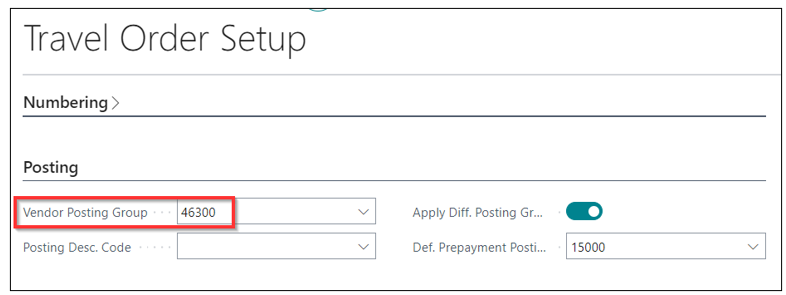 Travel Order Setup
Numbering
Posting
Vendor Posting Group 46300
Apply Diff. Posting Gr...
Posting Desc. Code
Def. Prepayment Posti... 15000